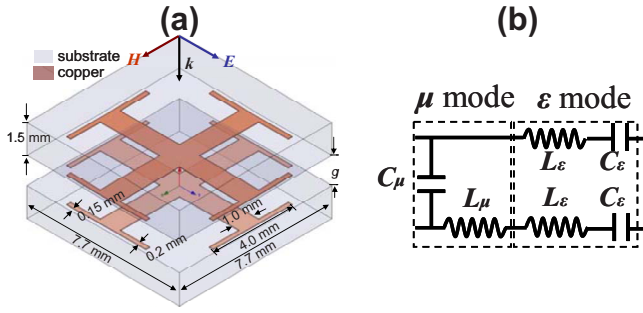 (a)
substrate
copper
H
E
k
1.5 mm
g
0.15 mm
0.2 mm
1.0 mm
4.0 mm
7.7 mm
7.7 mm
(b)
μ mode
ε mode
Cμ
Lμ
Lε
Cε
Lε
Cε